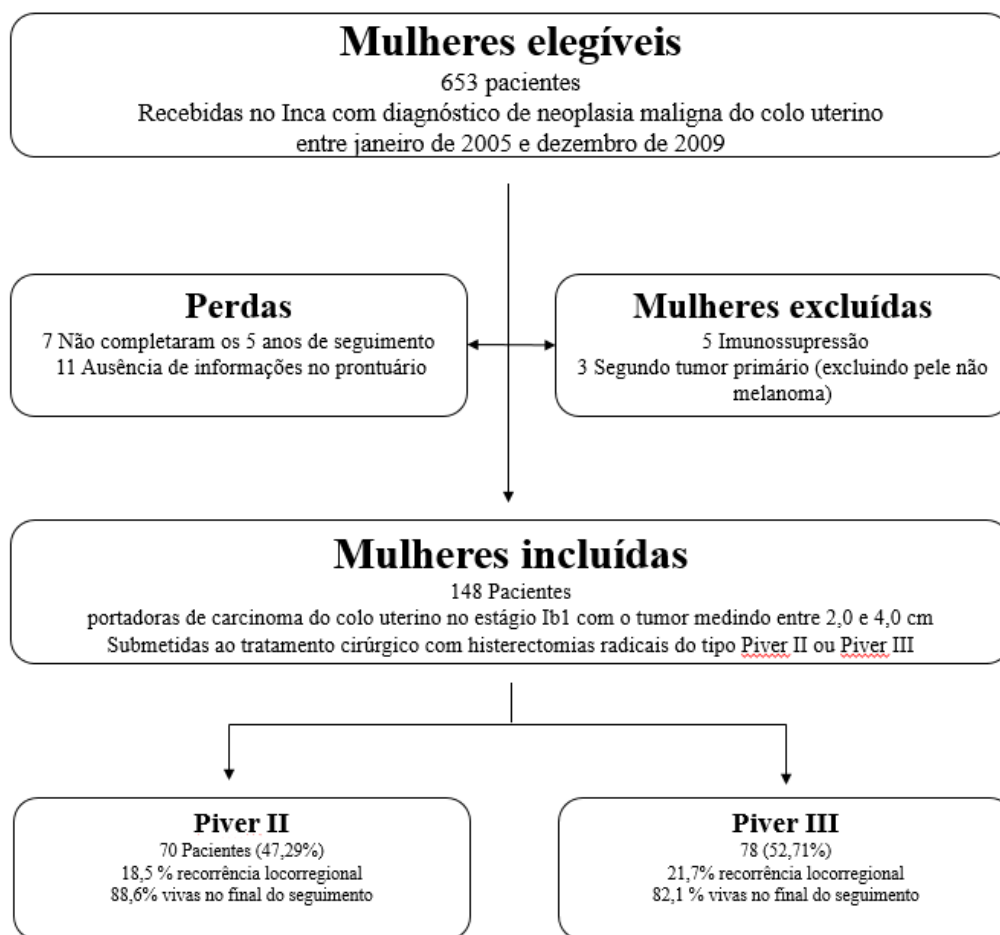 Mulheres elegíveis
653 pacientes
Recebidas no Inca com diagnóstico de neoplasia maligna do colo uterino
entre janeiro de 2005 e dezembro de 2009
Perdas
7 Não completaram os 5 anos de seguimento
11 Ausência de informações no prontuário
Mulheres excluídas
5 Imunossupressão
3 Segundo tumor primário (excluindo pele não
melanoma)
Mulheres incluídas
148 Pacientes
portadoras de carcinoma do colo uterino no estágio Ib1 com o tumor medindo entre 2,0 e 4,0 cm
Submetidas ao tratamento cirúrgico com histerectomias radicais do tipo Piver II ou Piver III
Piver II
70 Pacientes (47,29%)
18,5 % recorrência locorregional
88,6% vivas no final do seguimento
Piver III
78 (52,71%)
21,7% recorrência locorregional
82,1 % vivas no final do seguimento